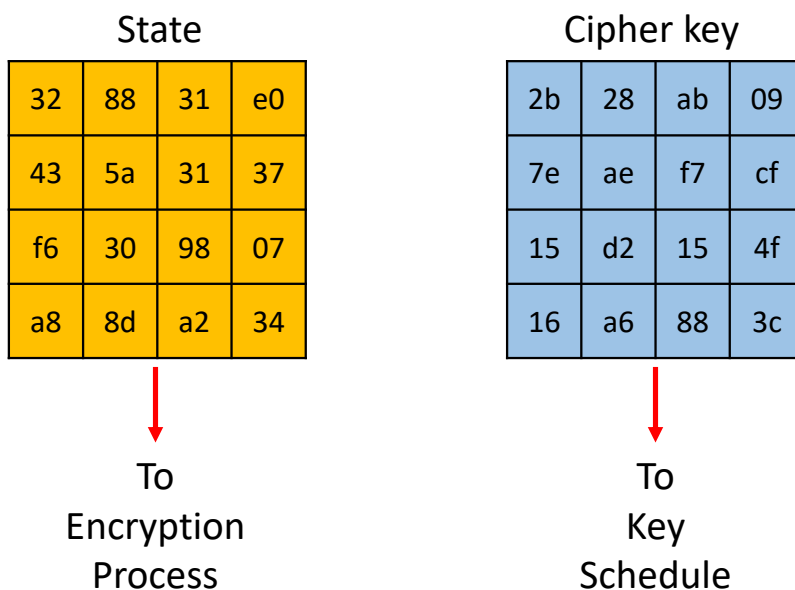 State
32 88 31 e0
43 5a 31 37
f6 30 98 07
a8 8d a2 34
To
Encryption
Process
Cipher key
2b 28 ab 09
7e ae f7 cf
15 d2 15 4f
16 a6 88 3c
To
Key
Schedule